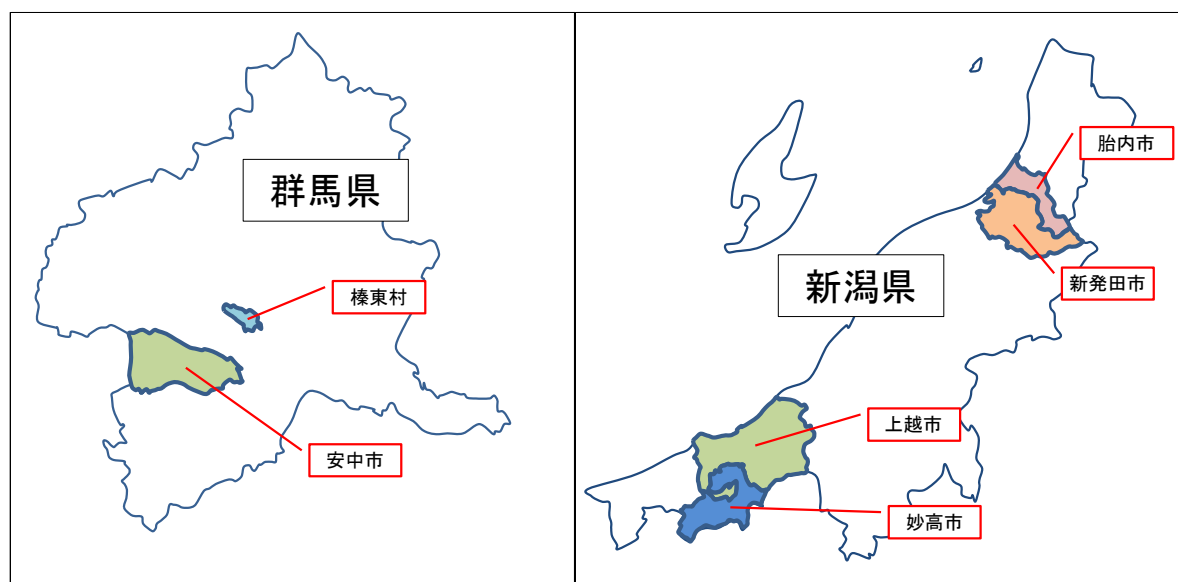 群馬県
榛東村
安中市
新潟県
胎内市
新発田市
上越市
妙高市